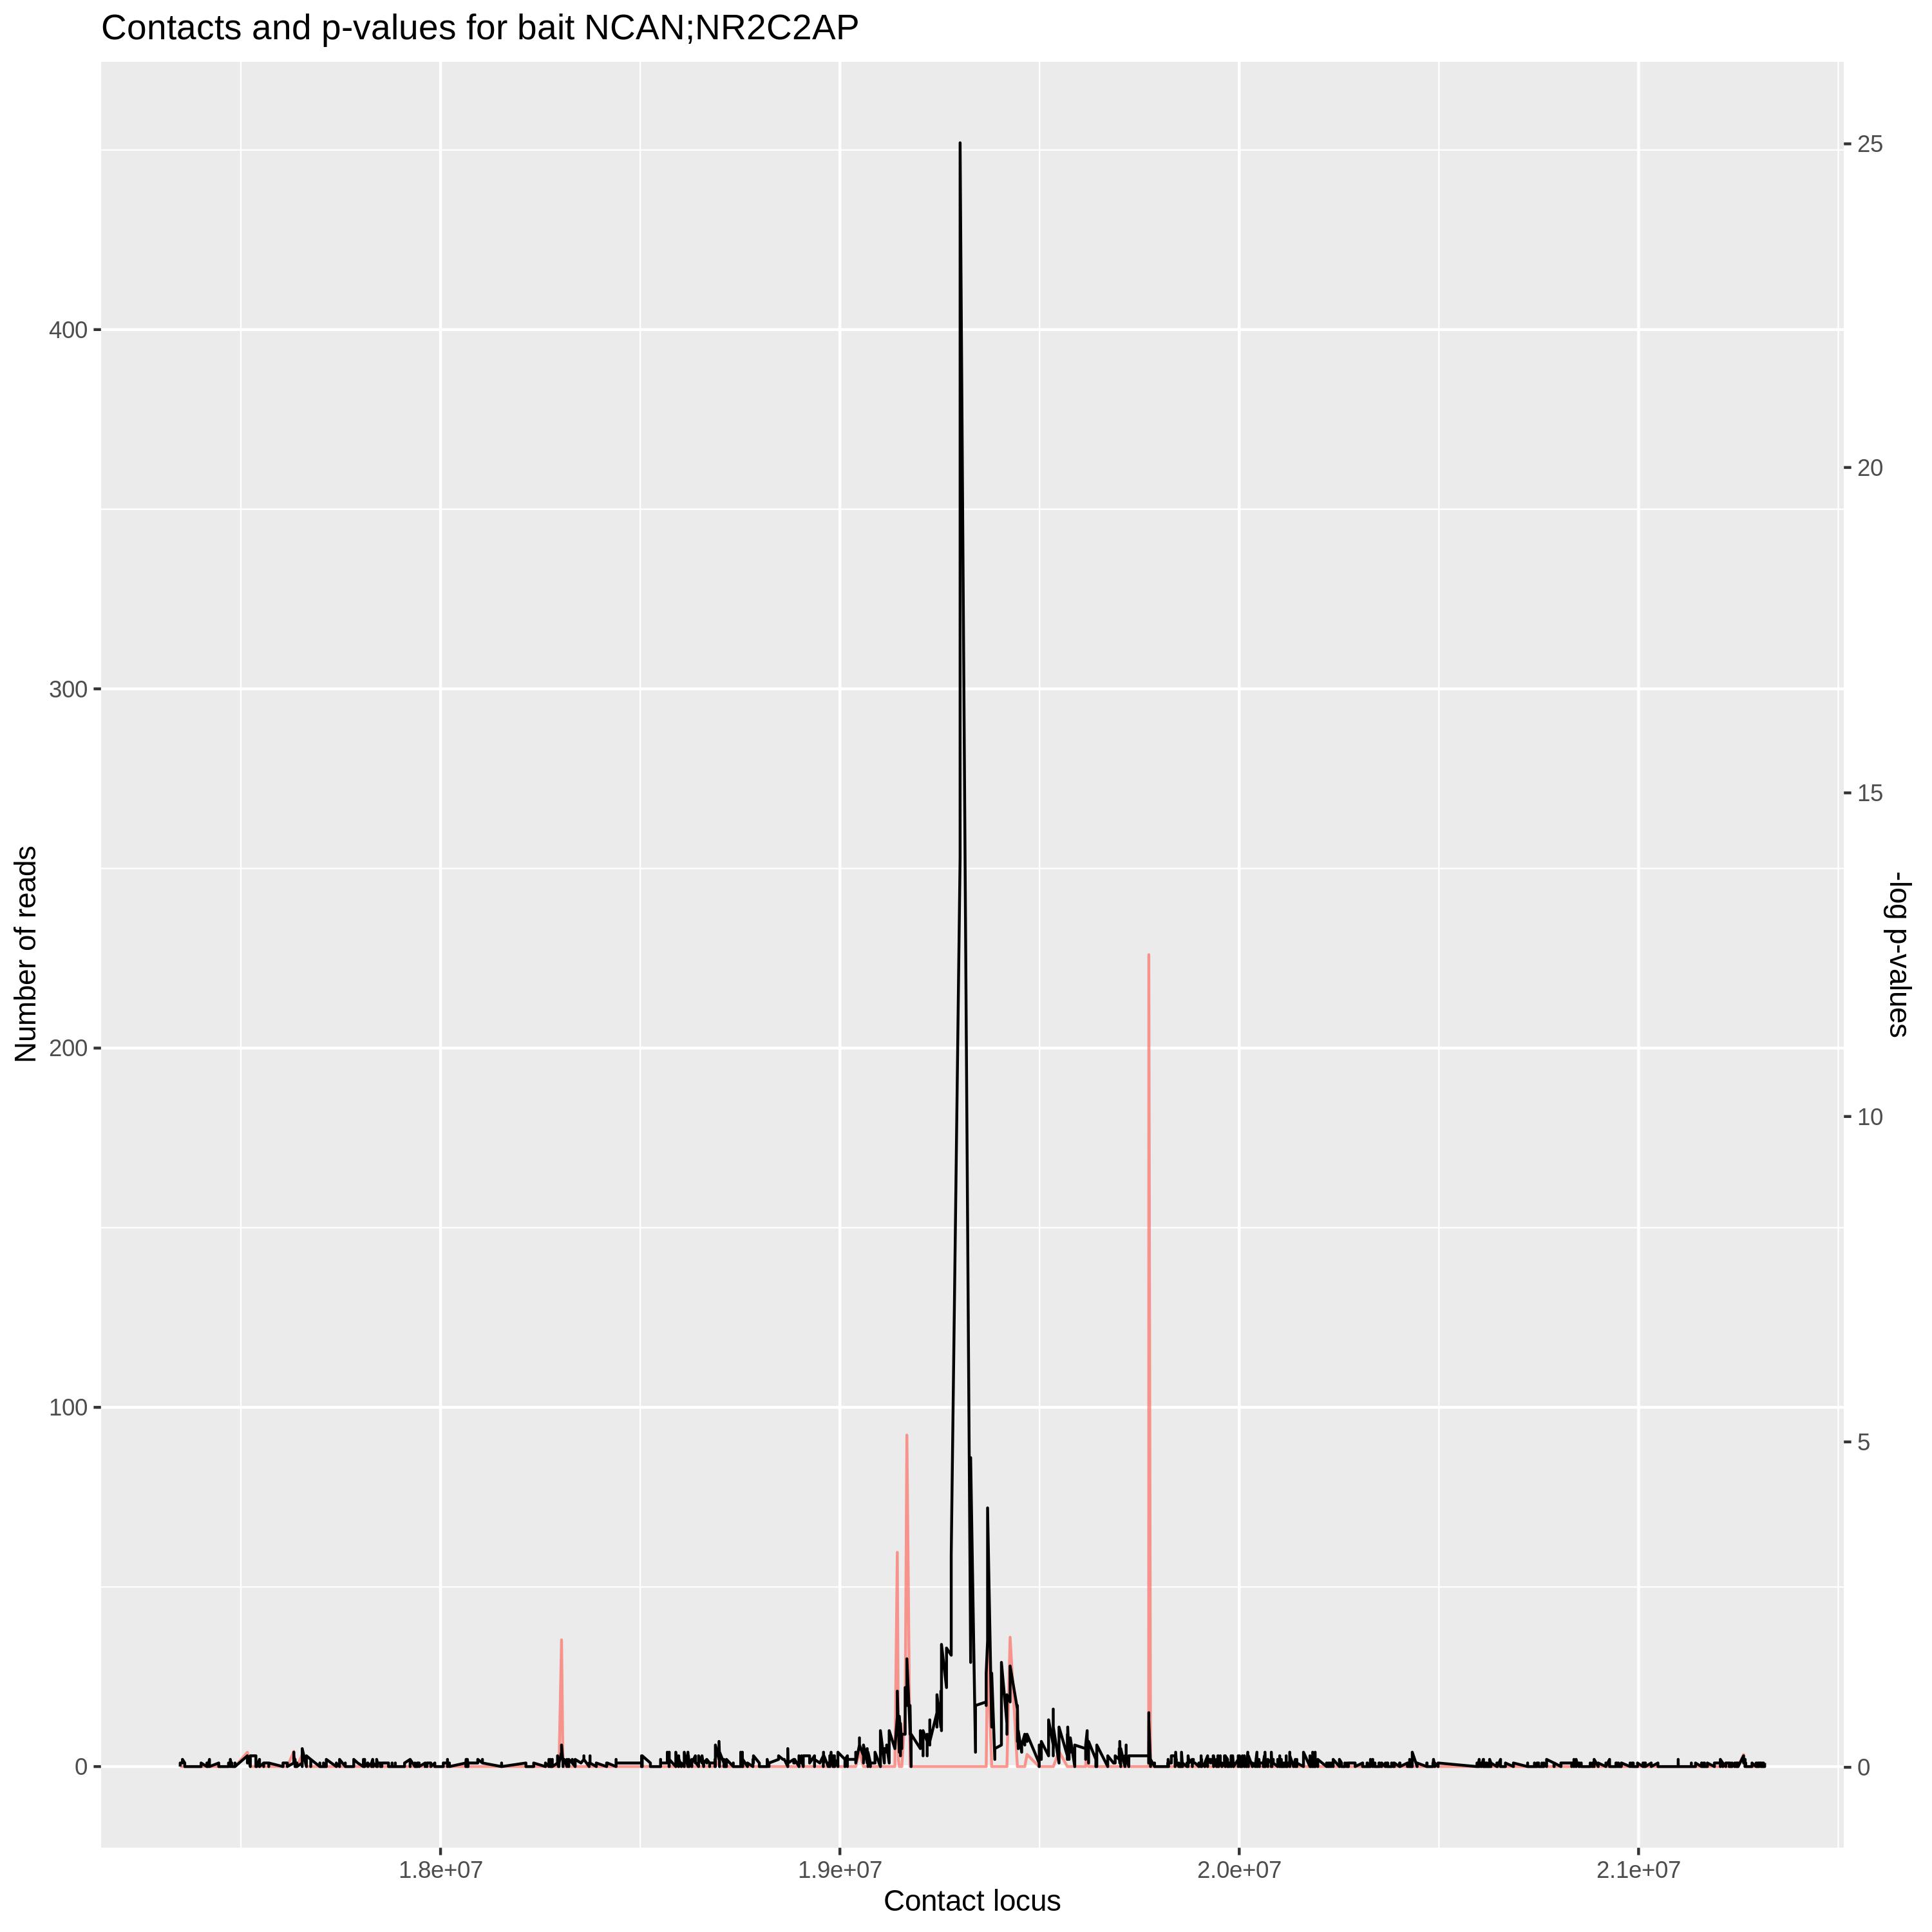 Contacts and p-values for bait NCAN;NR2C2AP
400
300
200
100
0
Number of reads
25
20
15
10
5
0
-log p-values
1.8e+07 1.9e+07 2.0e+07 2.1e+07
Contact locus